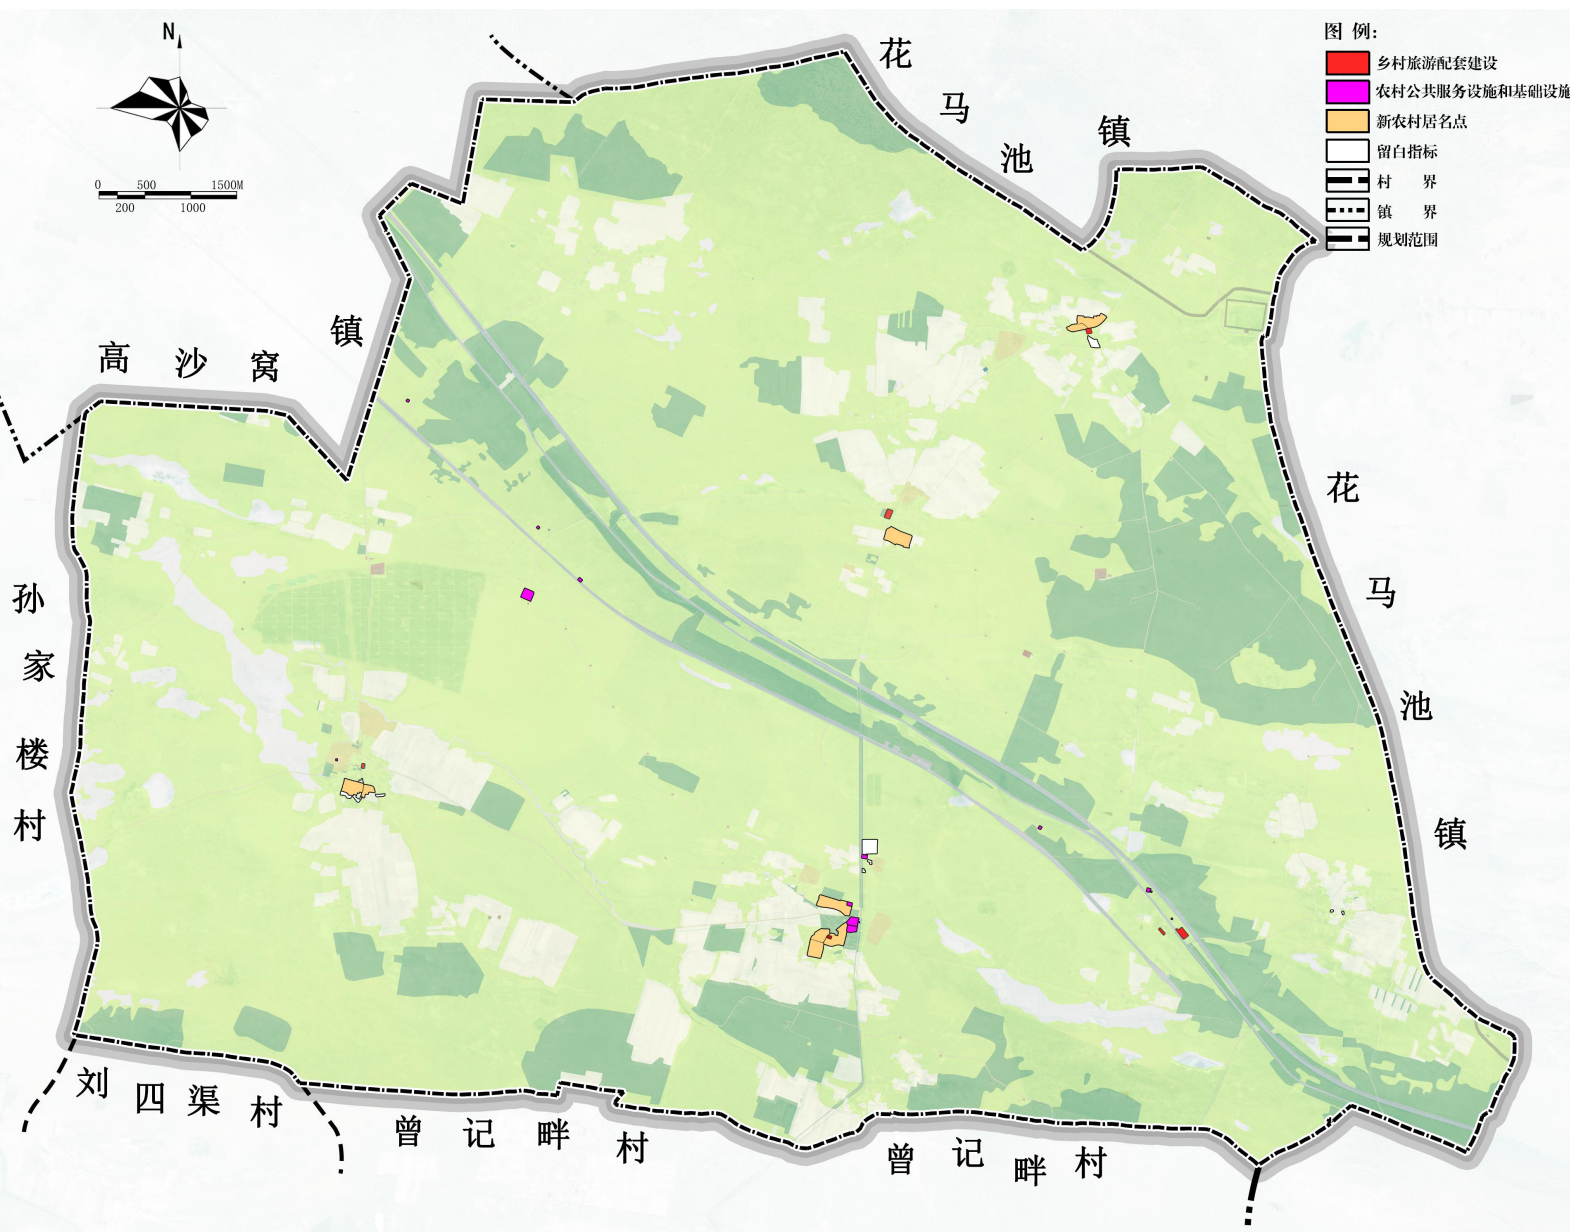 N
0 500 1500M
200 1000
图 例:
乡村旅游配套建设
农村公共服务设施和基础设施
新农村居名点
留白指标
村 界
镇 界
规划范围
花马池镇
高沙窝镇
花马池镇
孙家楼村
刘四渠村
曾记畔村
曾记畔村